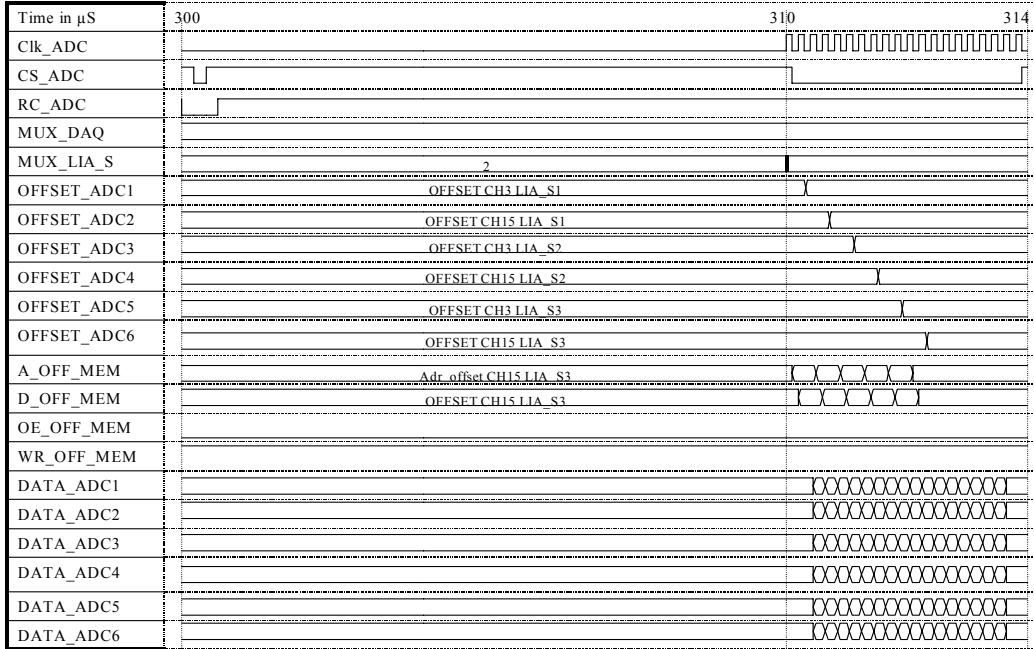 Time in µS 300 310 314
Clk_ADC
CS_ADC
RC_ADC
MUX_DAQ
MUX_LIA_S 2
OFFSET_ADC1 OFFSET CH3 LIA_S1
OFFSET_ADC2 OFFSET CH15 LIA_S1
OFFSET_ADC3 OFFSET CH3 LIA_S2
OFFSET_ADC4 OFFSET CH15 LIA_S2
OFFSET_ADC5 OFFSET CH3 LIA_S3
OFFSET_ADC6 OFFSET CH15 LIA_S3
A_OFF_MEM Adr_offset CH15 LIA_S3
D_OFF_MEM OFFSET CH15 LIA_S3
OE_OFF_MEM
WR_OFF_MEM
DATA_ADC1
DATA_ADC2
DATA_ADC3
DATA_ADC4
DATA_ADC5
DATA_ADC6